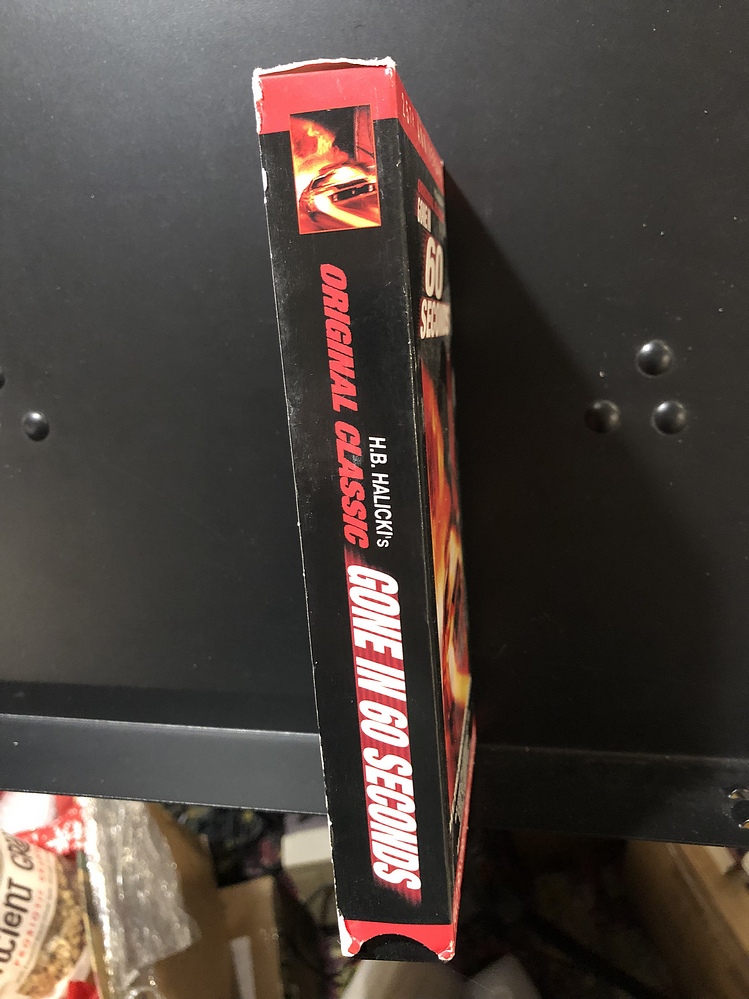 ORIGINAL CLASSIC
H.B. HALICKI's
GONE IN 60 SECONDS
60
SECONDS